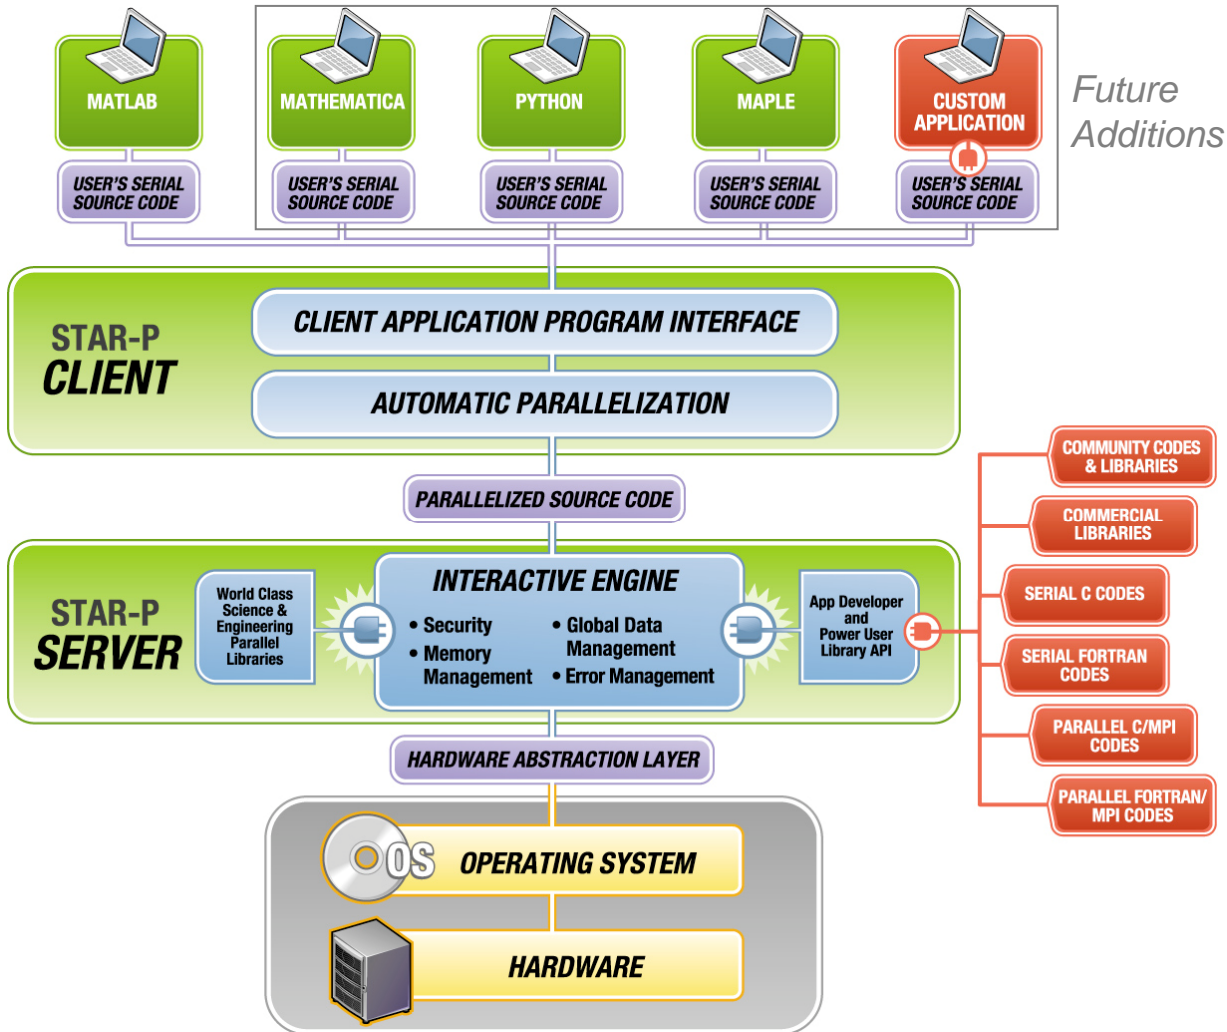 MATLAB
MATHEMATICA
PYTHON
MAPLE
CUSTOM
APPLICATION
Future
Additions
USER'S SERIAL
SOURCE CODE
USER'S SERIAL
SOURCE CODE
USER'S SERIAL
SOURCE CODE
USER'S SERIAL
SOURCE CODE
USER'S SERIAL
SOURCE CODE
STAR-P
CLIENT
CLIENT APPLICATION PROGRAM INTERFACE
AUTOMATIC PARALLELIZATION
PARALLELIZED SOURCE CODE
STAR-P
SERVER
World Class
Science &
Engineering
Parallel
Libraries
INTERACTIVE ENGINE
• Security
• Memory
Management
• Global Data
Management
• Error Management
App Developer
and
Power User
Library API
COMMUNITY CODES
& LIBRARIES
COMMERCIAL
LIBRARIES
SERIAL C CODES
SERIAL FORTRAN
CODES
PARALLEL C/MPI
CODES
PARALLEL FORTRAN/
MPI CODES
HARDWARE ABSTRACTION LAYER
OS
OPERATING SYSTEM
HARDWARE